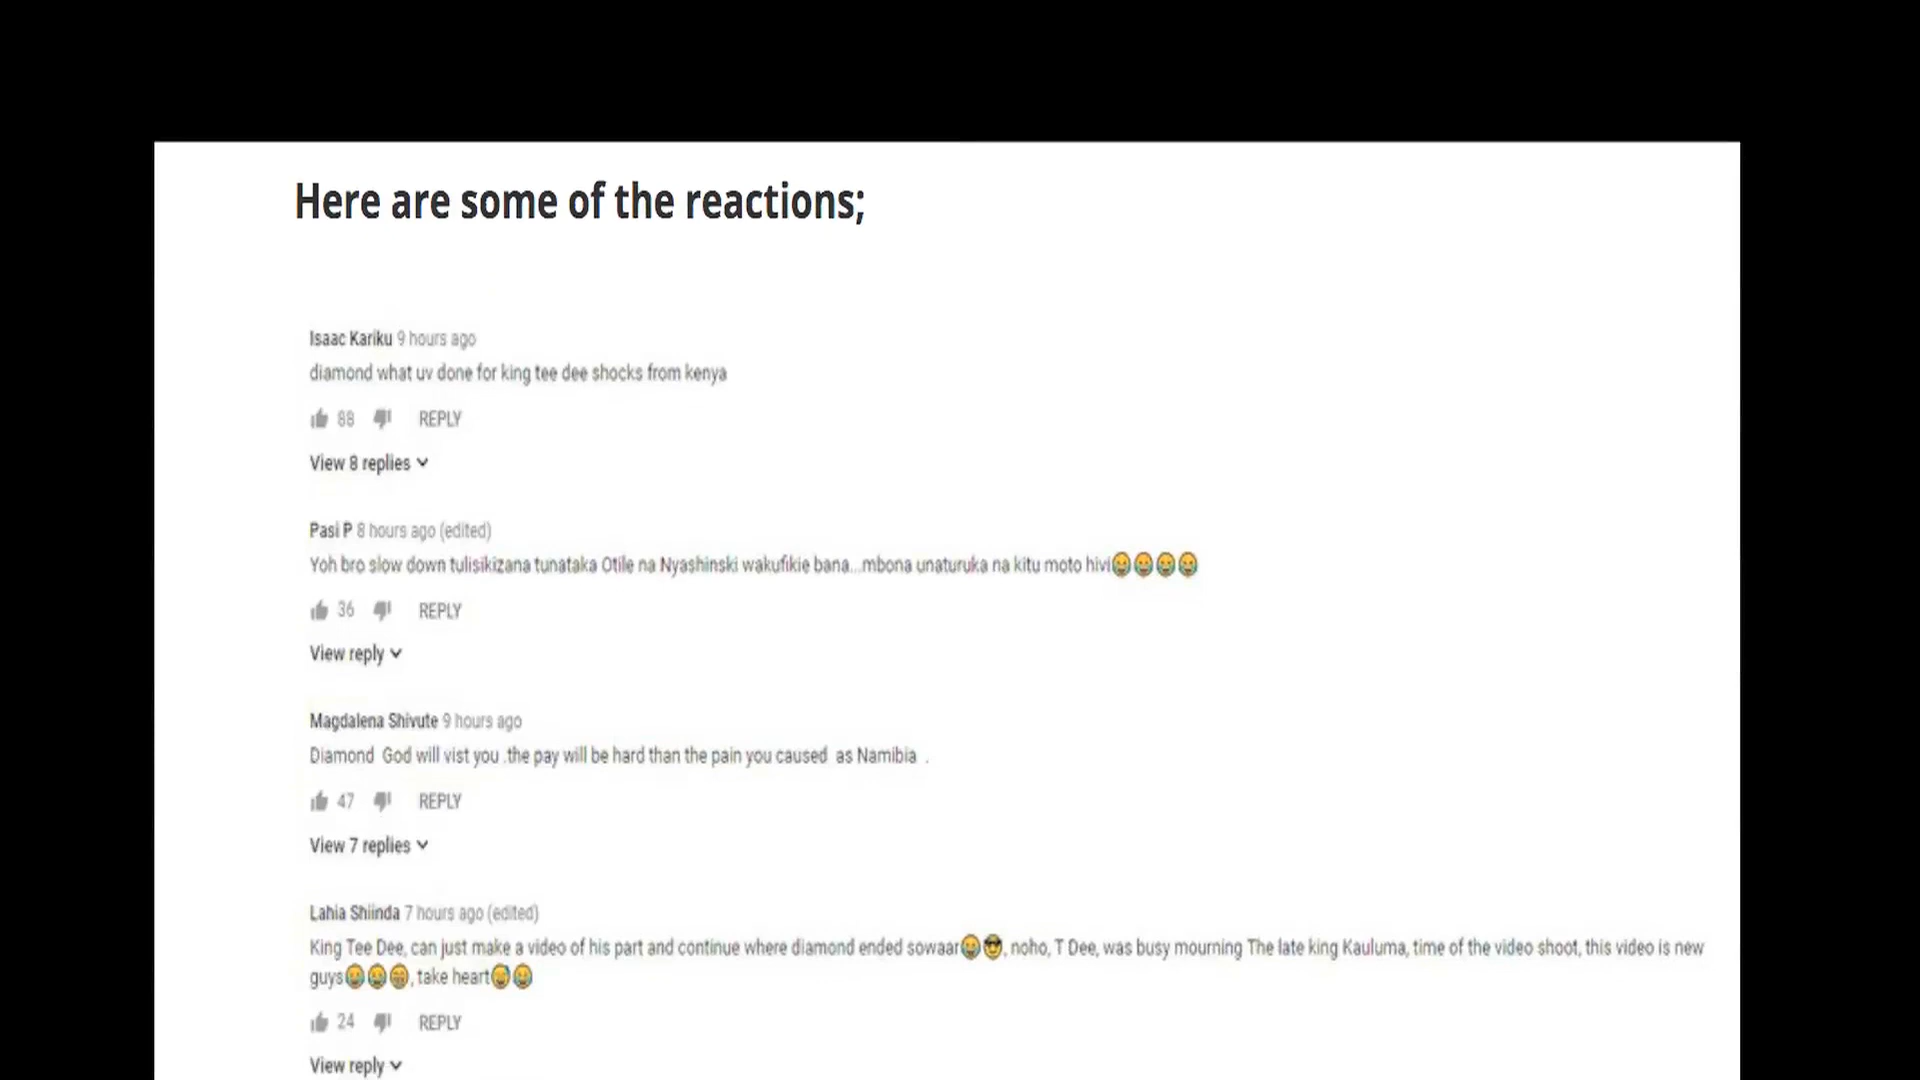 Here are some of the reactions;
Isaac Kariku 9 hours ago
diamond what uv done for king tee dee shocks from kenya
88 REPLY
View 8 replies
Pasi P 8 hours ago (edited)
Yoh bro slow down tulisikizana tunataka Otile na Nyashinski wakufikie bana...mbona unaturuka na kitu moto hivi😂😂😂😂
36 REPLY
View reply
Magdalena Shivute 9 hours ago
Diamond God will vist you .the pay will be hard than the pain you caused as Namibia .
47 REPLY
View 7 replies
Lahia Shiinda 7 hours ago (edited)
King Tee Dee, can just make a video of his part and continue where diamond ended sowaar😂😎, noho, T Dee, was busy mourning The late king Kauluma, time of the video shoot, this video is new
guys😂😂😁, take heart😅😂
24 REPLY
View reply